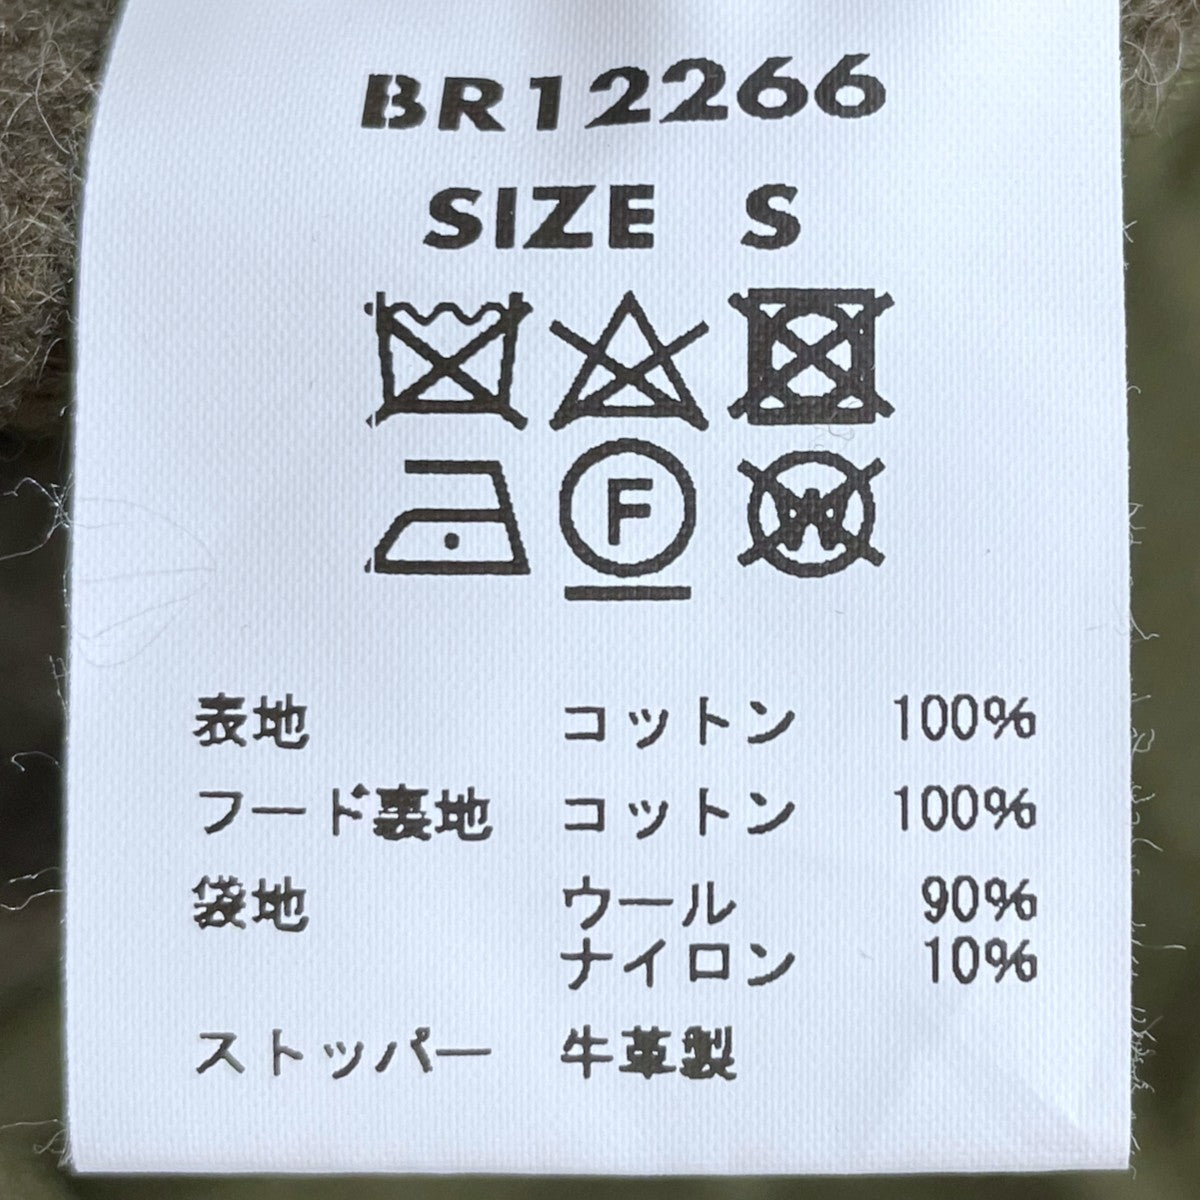 BR12266
SIZE S
F W
表地 コットン 100%
フード裏地 コットン 100%
袋地 ウール 90%
ナイロン 10%
ストッパー 牛革製